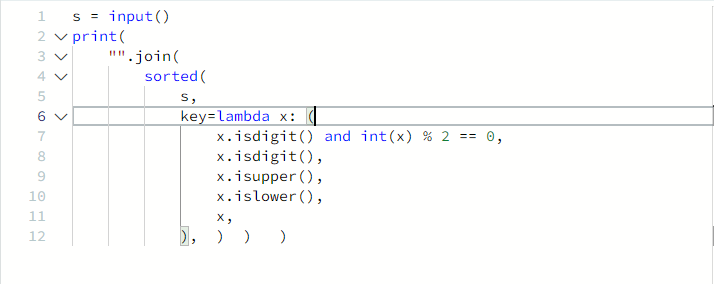 1 s = input()
2 print(
3     "".join(
4         sorted(
5             s,
6             key=lambda x: (
7                 x.isdigit() and int(x) % 2 == 0,
8                 x.isdigit(),
9                 x.isupper(),
10                 x.islower(),
11                 x,
12             ),  )  )   )